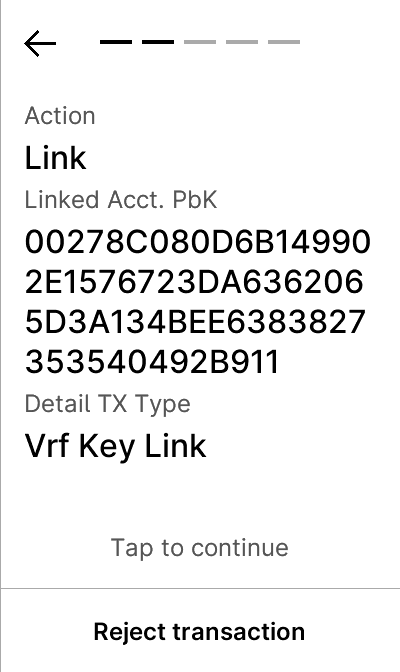 Action
Link
Linked Acct. PbK
00278C080D6B14990
2E1576723DA636206
5D3A134BEE6383827
353540492B911
Detail TX Type
Vrf Key Link
Tap to continue
Reject transaction